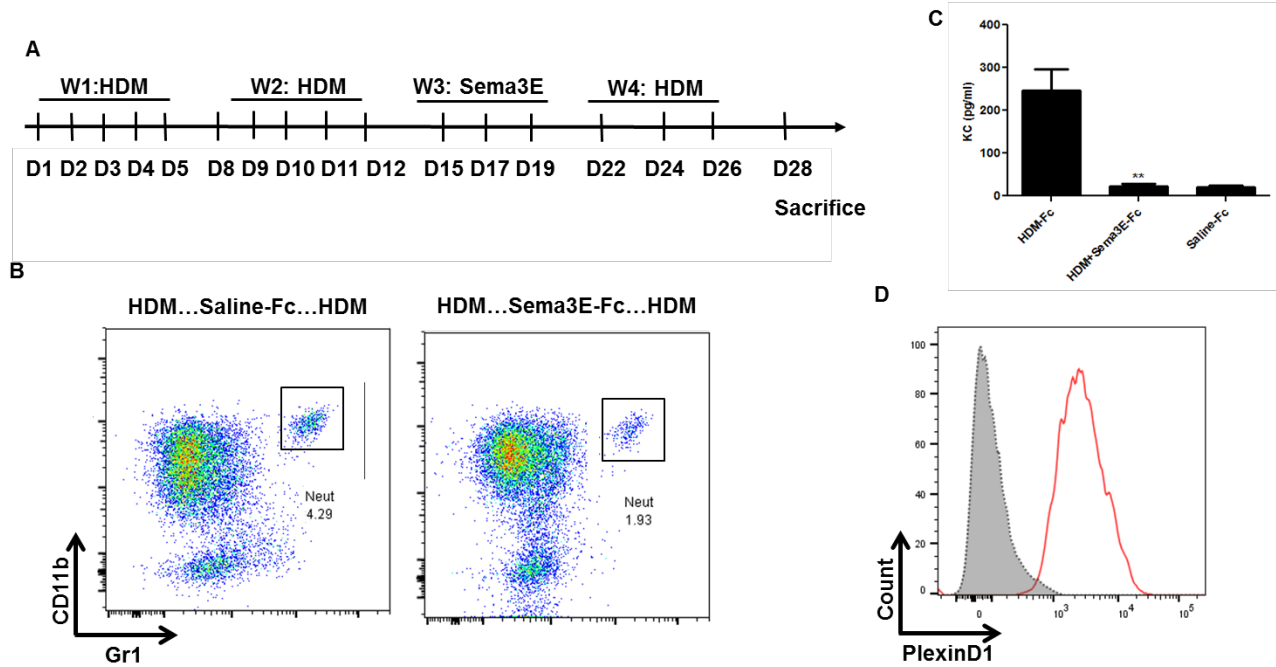 A
W1:HDM W2: HDM W3: Sema3E W4: HDM
D1 D2 D3 D4 D5 D8 D9 D10 D11 D12 D15 D17 D19 D22 D24 D26 D28
Sacrifice
B
HDM...Saline-Fc...HDM HDM...Sema3E-Fc...HDM
Neut
4.29
Neut
1.93
CD11b
Gr1
C
400
300
200
100
0
KC (pg/ml)
**
HDM-Fc
HDM+Sema3E-Fc
Saline-Fc
D
100
80
60
40
20
0
Count
0 10³ 10⁴ 10⁵
PlexinD1